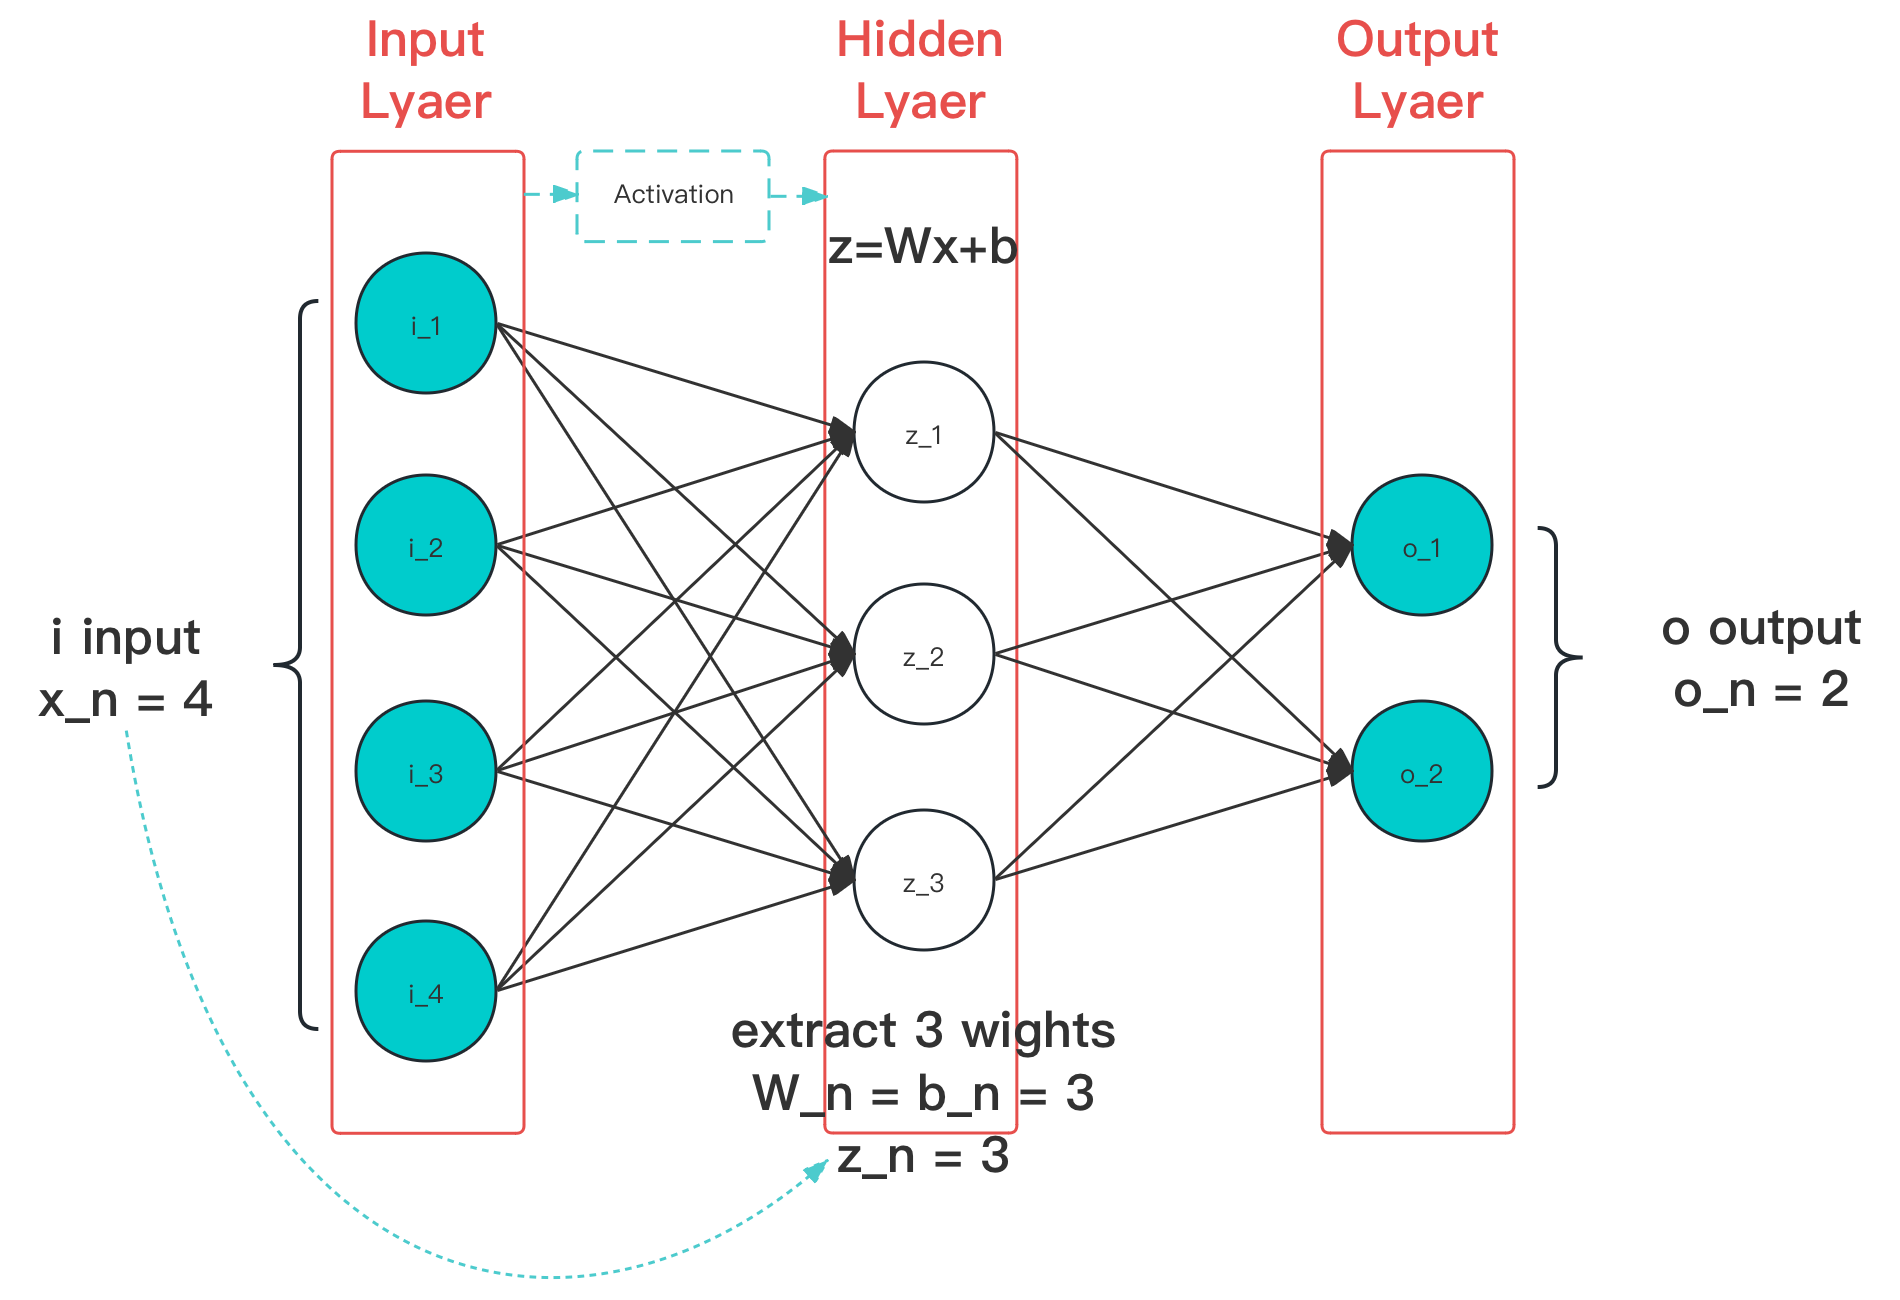 Input
Lyaer
Hidden
Lyaer
Output
Lyaer
Activation
z=Wx+b
i_1
i_2
i_3
i_4
z_1
z_2
z_3
o_1
o_2
i input
x_n = 4
o output
o_n = 2
extract 3 wights
W_n = b_n = 3
z_n = 3